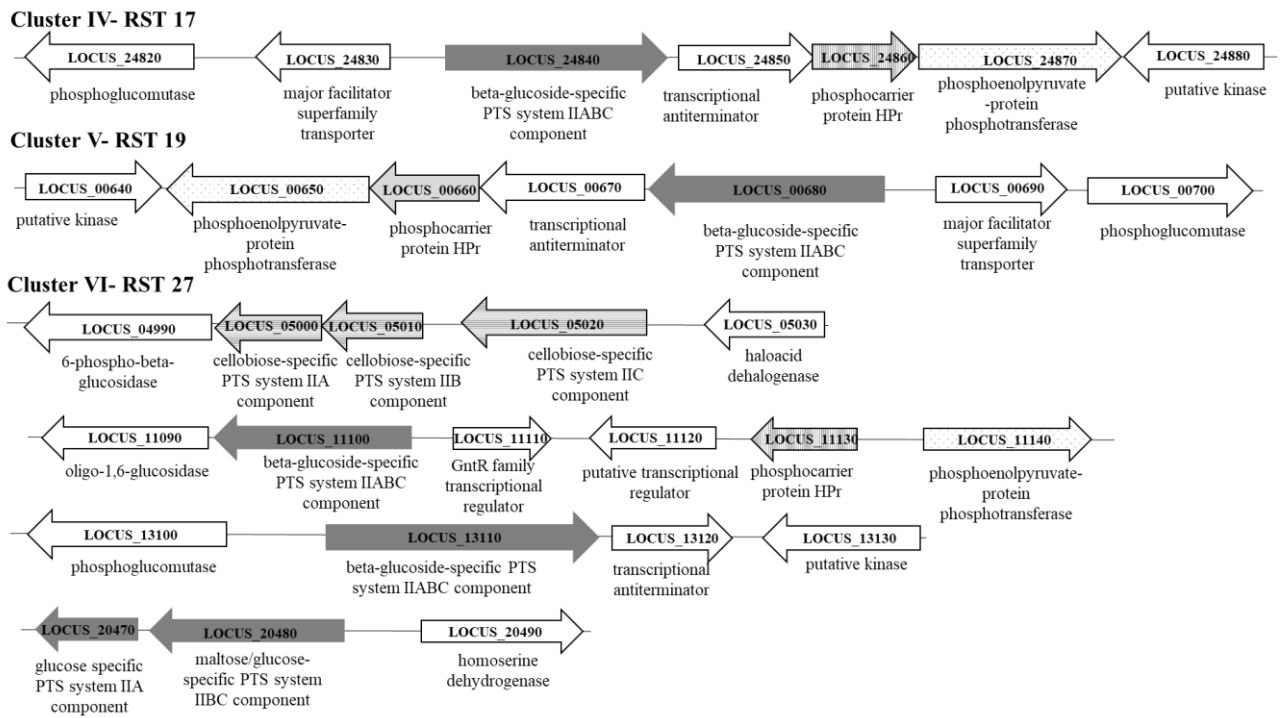 Cluster IV- RST 17
LOCUS_24820 LOCUS_24830 LOCUS_24840 LOCUS_24850 LOCUS_24860 LOCUS_24870 LOCUS_24880
phosphoglucomutase
major facilitator
superfamily
transporter
beta-glucoside-specific
PTS system IIABC
component
transcriptional
antiterminator
phosphocarrier
protein HPr
phosphoenolpyruvate
-protein
phosphotransferase
putative kinase
Cluster V- RST 19
LOCUS_00640 LOCUS_00650 LOCUS_00660 LOCUS_00670 LOCUS_00680 LOCUS_00690 LOCUS_00700
putative kinase
phosphoenolpyruvate-
protein
phosphotransferase
phosphocarrier
protein HPr
transcriptional
antiterminator
beta-glucoside-specific
PTS system IIABC
component
major facilitator
superfamily
transporter
phosphoglucomutase
Cluster VI- RST 27
LOCUS_04990 LOCUS_05000 LOCUS_05010 LOCUS_05020 LOCUS_05030
6-phospho-beta-
glucosidase
cellobiose-specific
PTS system IIA
component
cellobiose-specific
PTS system IIB
component
cellobiose-specific
PTS system IIC
component
haloacid
dehalogenase
LOCUS_11090 LOCUS_11100 LOCUS_11110 LOCUS_11120 LOCUS_11130 LOCUS_11140
oligo-1,6-glucosidase
beta-glucoside-specific
PTS system IIABC
component
GntR family
transcriptional
regulator
putative transcriptional
regulator
phosphocarrier
protein HPr
phosphoenolpyruvate-
protein
phosphotransferase
LOCUS_13100 LOCUS_13110 LOCUS_13120 LOCUS_13130
phosphoglucomutase
beta-glucoside-specific PTS
system IIABC component
transcriptional
antiterminator
putative kinase
LOCUS_20470 LOCUS_20480 LOCUS_20490
glucose specific
PTS system IIA
component
maltose/glucose-
specific PTS system
IIBC component
homoserine
dehydrogenase